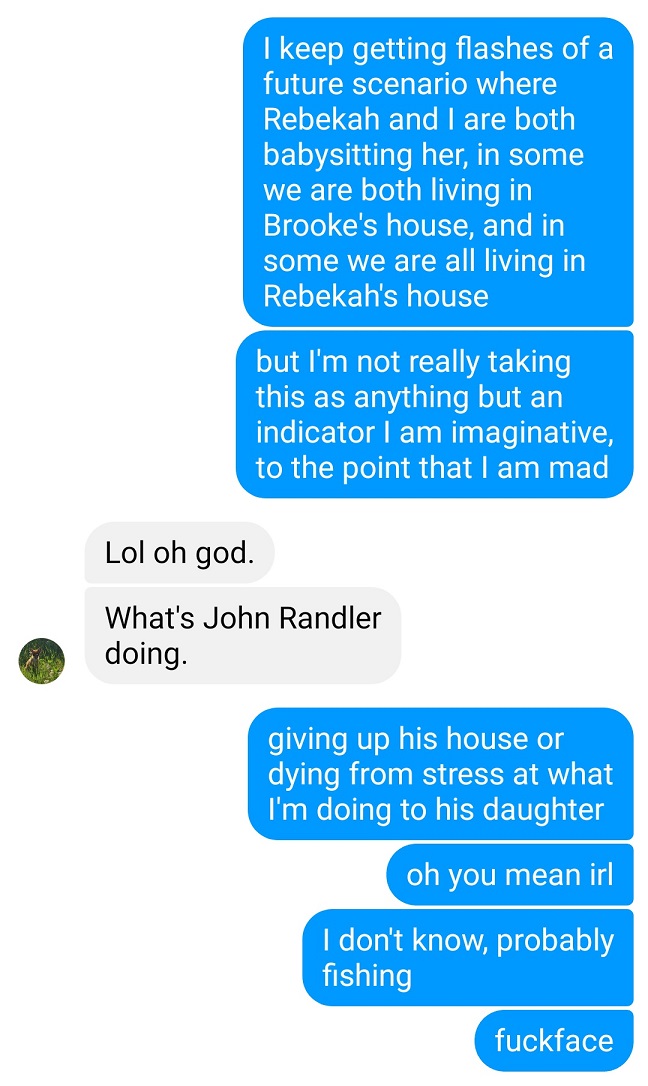 I keep getting flashes of a
future scenario where
Rebekah and I are both
babysitting her, in some
we are both living in
Brooke's house, and in
some we are all living in
Rebekah's house
but I'm not really taking
this as anything but an
indicator I am imaginative,
to the point that I am mad
Lol oh god.
What's John Randler
doing.
giving up his house or
dying from stress at what
I'm doing to his daughter
oh you mean irl
I don't know, probably
fishing
fuckface